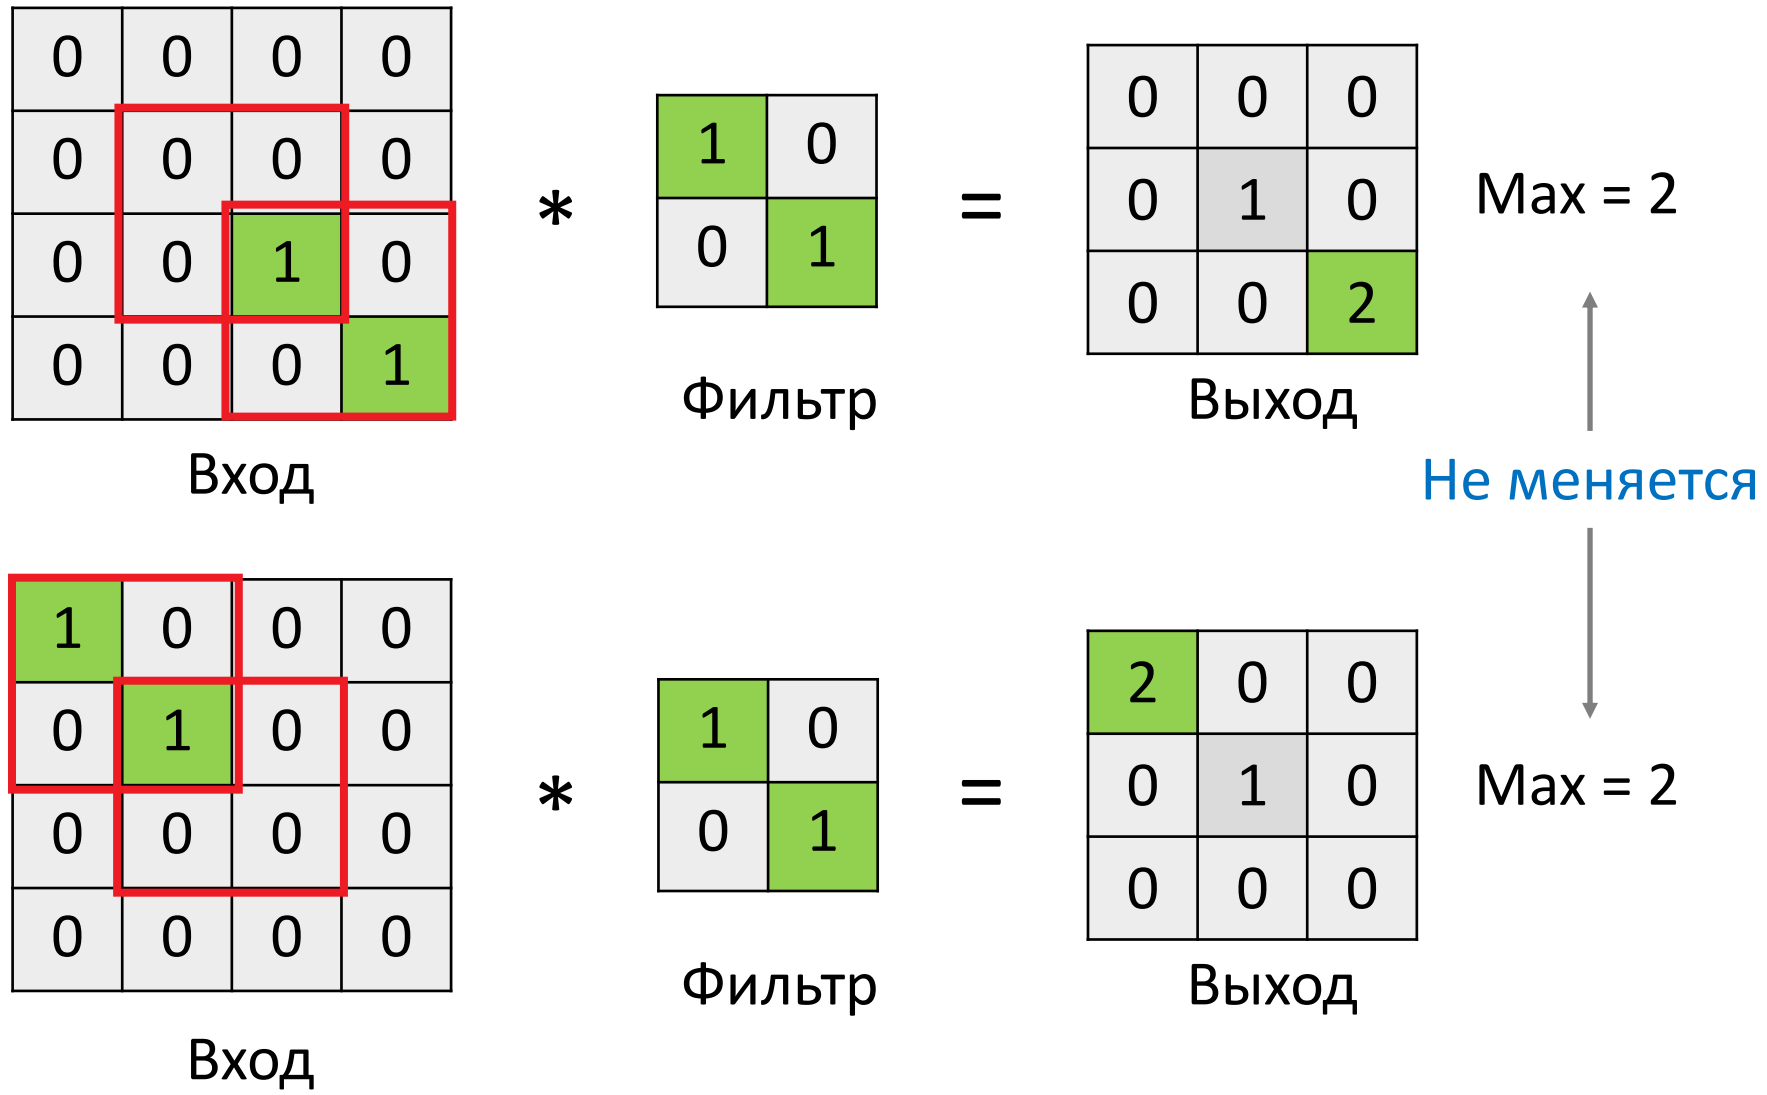 0 0 0 0
0 0 0 0
0 0 1 0
0 0 0 1
Вход
*
1 0
0 1
Фильтр
=
0 0 0
0 1 0
0 0 2
Выход
Max = 2
Не меняется
1 0 0 0
0 1 0 0
0 0 0 0
0 0 0 0
Вход
*
1 0
0 1
Фильтр
=
2 0 0
0 1 0
0 0 0
Выход
Max = 2